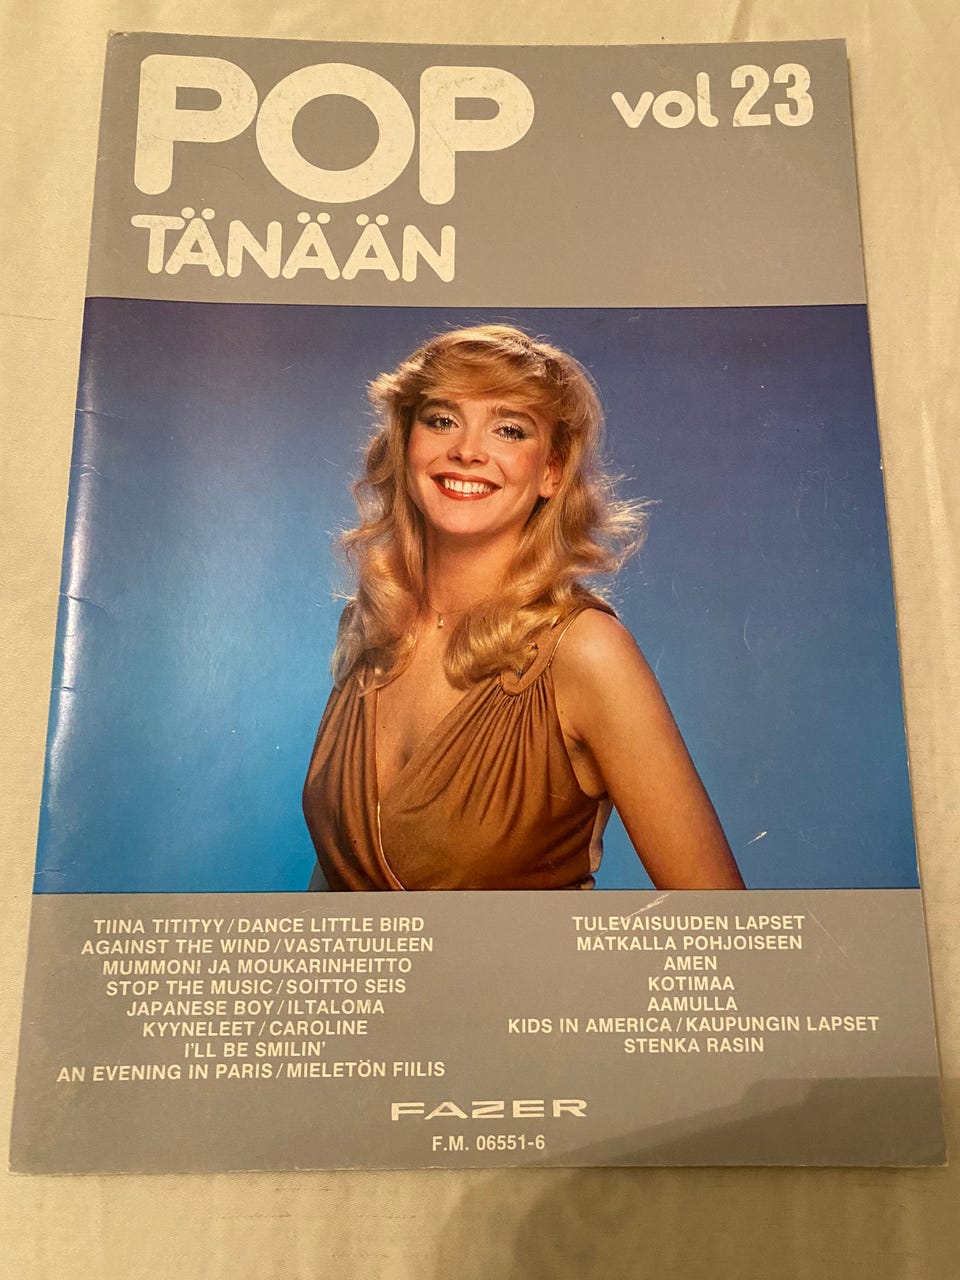 POP
TÄNÄÄN
vol 23
TIINA TITITYY/DANCE LITTLE BIRD
AGAINST THE WIND/VASTATUULEEN
MUMMONI JA MOUKARINHEITTO
STOP THE MUSIC/SOITTO SEIS
JAPANESE BOY/ILTALOMA
KYYNELEET/CAROLINE
I'LL BE SMILIN'
AN EVENING IN PARIS/MIELETÖN FIILIS
TULEVAISUUDEN LAPSET
MATKALLA POHJOISEEN
AMEN
KOTIMAA
AAMULLA
KIDS IN AMERICA/KAUPUNGIN LAPSET
STENKA RASIN
FAZER
F.M. 06551-6